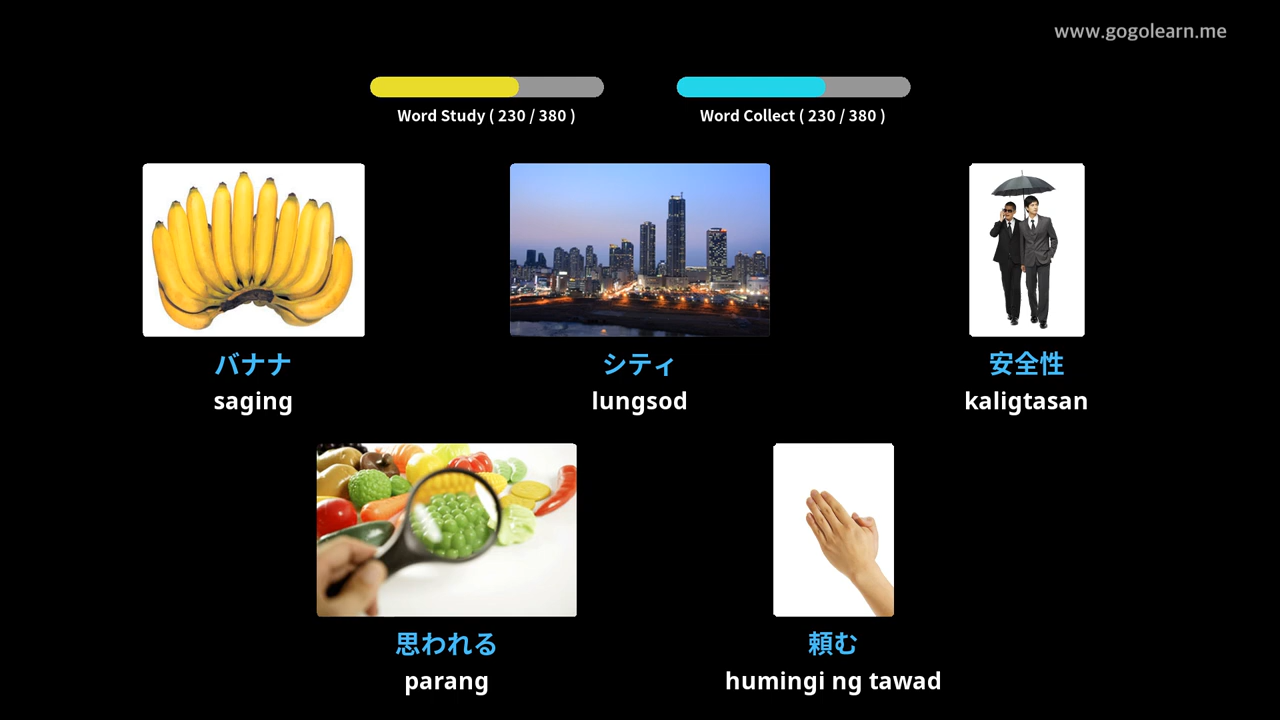 www.gogolearn.me
Word Study ( 230 / 380 )
Word Collect ( 230 / 380 )
バナナ
saging
シティ
lungsod
安全性
kaligtasan
思われる
parang
頼む
humingi ng tawad